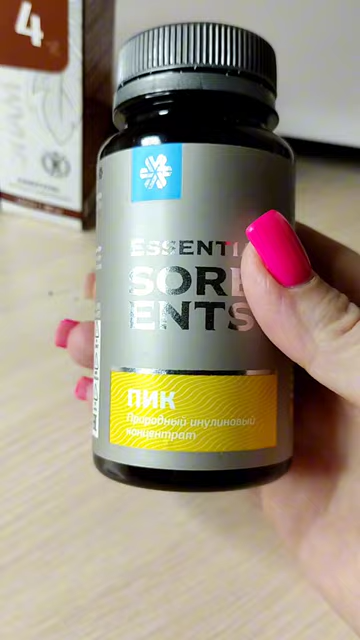 4
ESSENTI
SOR
ENTS
ПИК
Природный инулиновый
концентрат